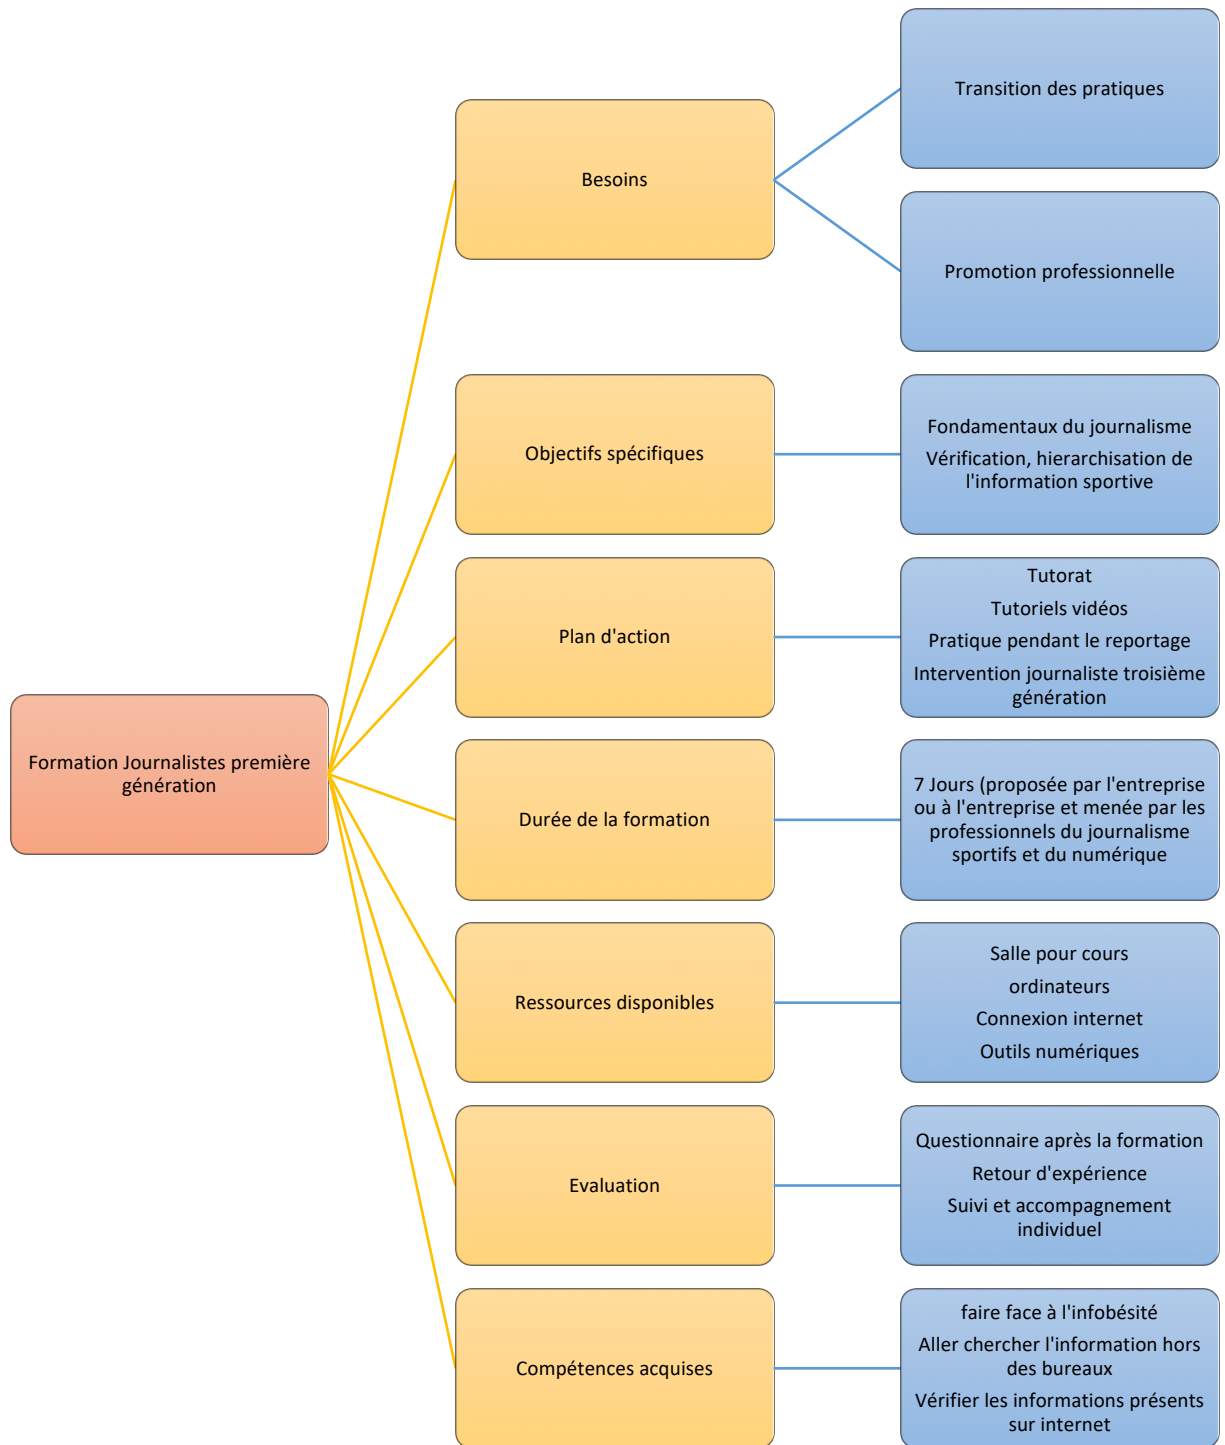 Formation Journalistes première
génération
Besoins
Transition des pratiques
Promotion professionnelle
Objectifs spécifiques
Fondamentaux du journalisme
Vérification, hierarchisation de
l'information sportive
Plan d'action
Tutorat
Tutoriels vidéos
Pratique pendant le reportage
Intervention journaliste troisième
génération
Durée de la formation
7 Jours (proposée par l'entreprise
ou à l'entreprise et menée par les
professionnels du journalisme
sportifs et du numérique
Ressources disponibles
Salle pour cours
ordinateurs
Connexion internet
Outils numériques
Evaluation
Questionnaire après la formation
Retour d'expérience
Suivi et accompagnement
individuel
Compétences acquises
faire face à l'infobésité
Aller chercher l'information hors
des bureaux
Vérifier les informations présents
sur internet